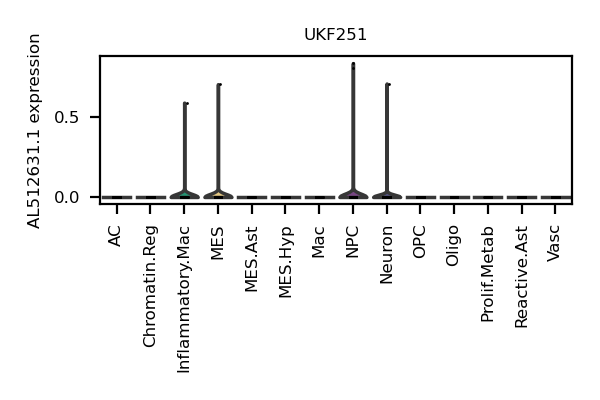 UKF251
AL512631.1 expression
0.5
0.0
AC
Chromatin.Reg
Inflammatory.Mac
MES
MES.Ast
MES.Hyp
Mac
NPC
Neuron
OPC
Oligo
Prolif.Metab
Reactive.Ast
Vasc